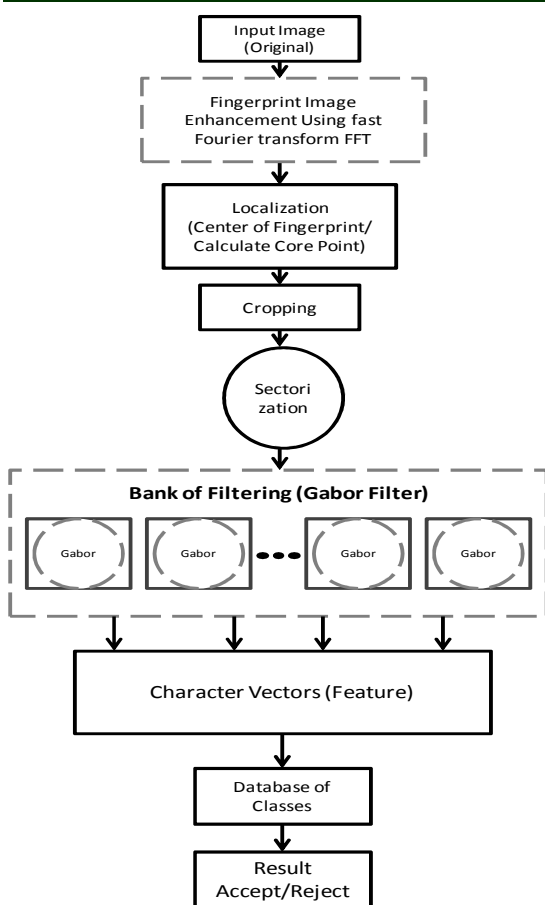 Input Image
(Original)
Fingerprint Image
Enhancement Using fast
Fourier transform FFT
Localization
(Center of Fingerprint/
Calculate Core Point)
Cropping
Sectori
zation
Bank of Filtering (Gabor Filter)
Gabor Gabor ●●● Gabor Gabor
Character Vectors (Feature)
Database of
Classes
Result
Accept/Reject